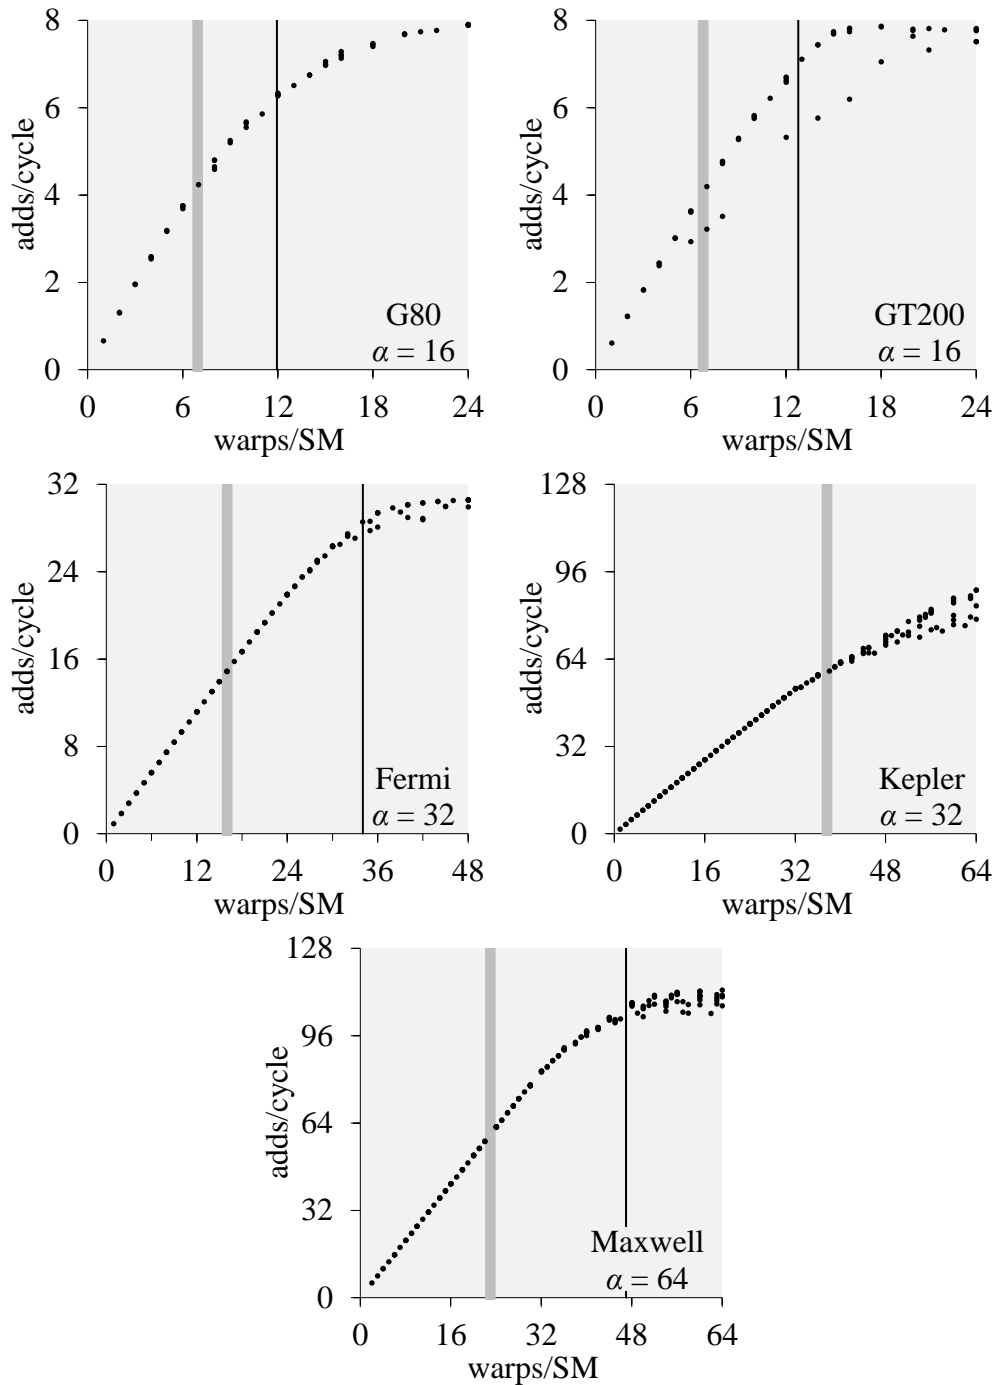 8
6
4
2
0
adds/cycle
G80
α = 16
0 6 12 18 24
warps/SM
8
6
4
2
0
adds/cycle
GT200
α = 16
0 6 12 18 24
warps/SM
32
24
16
8
0
adds/cycle
Fermi
α = 32
0 12 24 36 48
warps/SM
128
96
64
32
0
adds/cycle
Kepler
α = 32
0 16 32 48 64
warps/SM
128
96
64
32
0
adds/cycle
Maxwell
α = 64
0 16 32 48 64
warps/SM